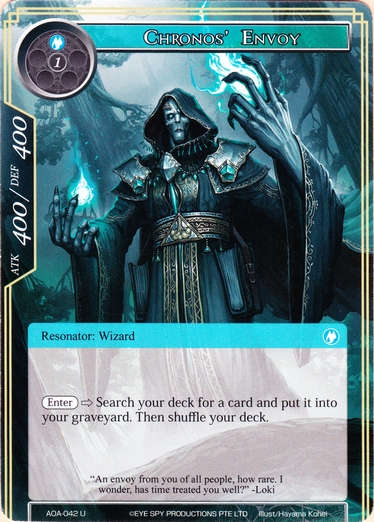 Chronos' Envoy
1
ATK 400 / DEF 400
Resonator: Wizard
Enter ⇨ Search your deck for a card and put it into
your graveyard. Then shuffle your deck.
"An envoy from you of all people, how rare. I
wonder, has time treated you well?" -Loki
AOA-042 U ©EYE SPY PRODUCTIONS PTE LTD Illust/Hayama Kohei